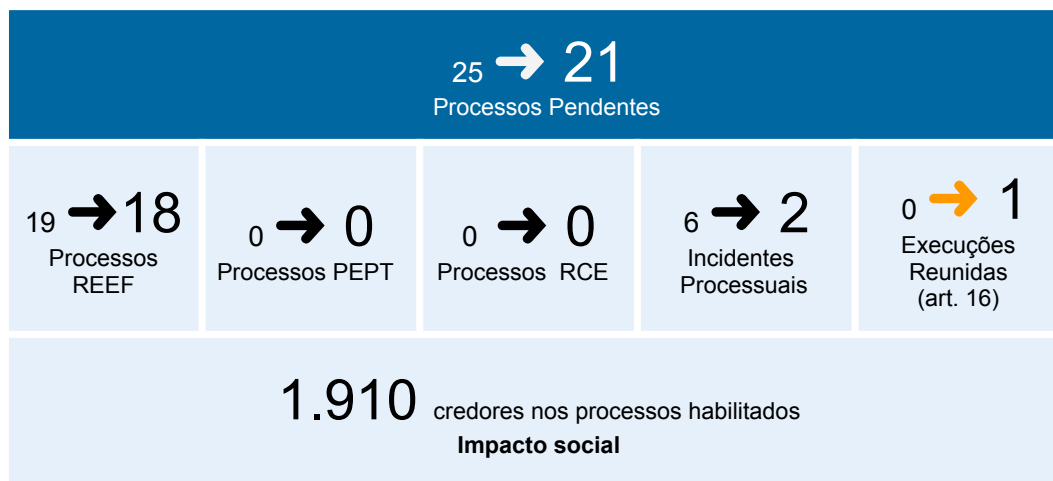 25 → 21
Processos Pendentes
19 → 18
Processos
REEF
0 → 0
Processos PEPT
0 → 0
Processos RCE
6 → 2
Incidentes
Processuais
0 → 1
Execuções
Reunidas
(art. 16)
1.910 credores nos processos habilitados
Impacto social